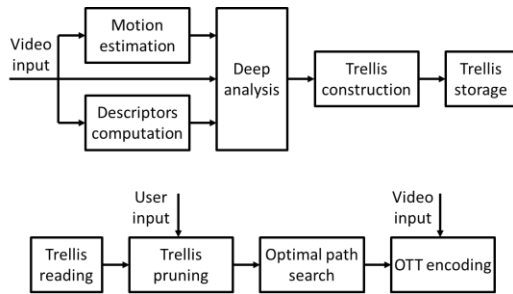 Video
input
Motion
estimation
Descriptors
computation
Deep
analysis
Trellis
construction
Trellis
storage
User
input
Video
input
Trellis
reading
Trellis
pruning
Optimal path
search
OTT encoding